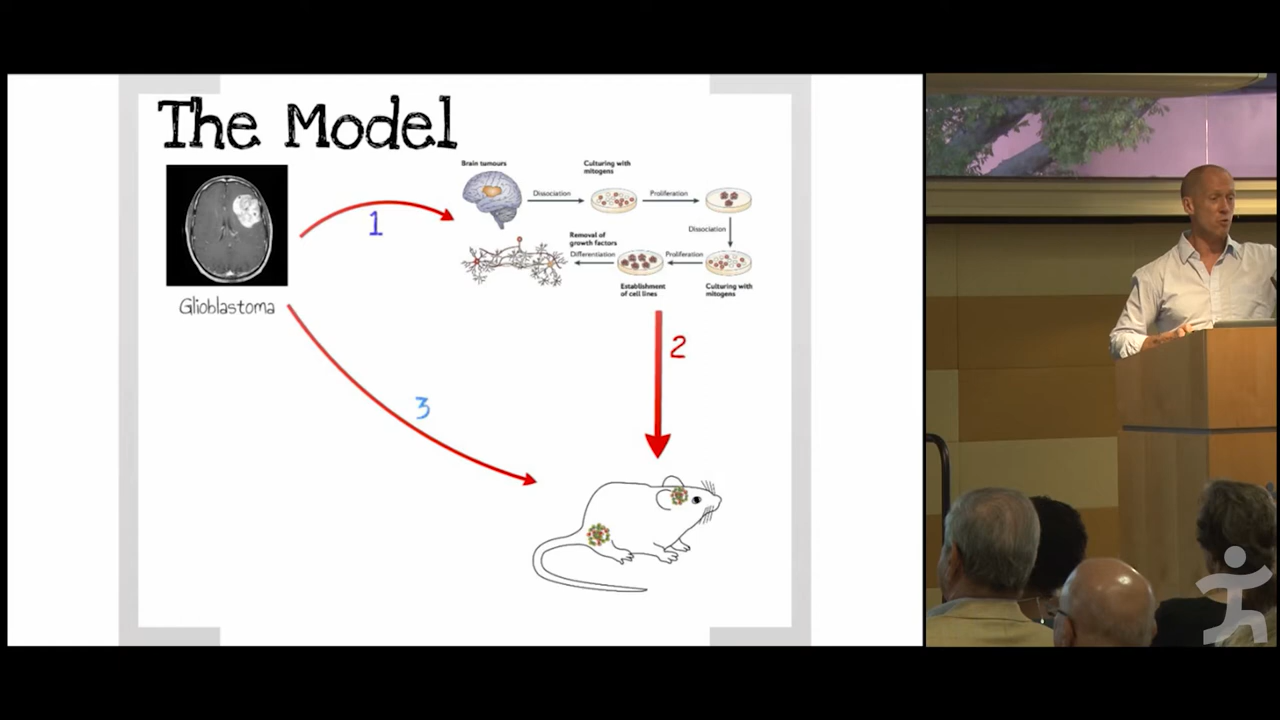 The Model
Brain tumours
Culturing with
mitogens
Dissociation
Proliferation
1
Dissociation
Removal of
growth factors
Differentiation
Proliferation
Establishment
of cell lines
Culturing with
mitogens
Glioblastoma
2
3